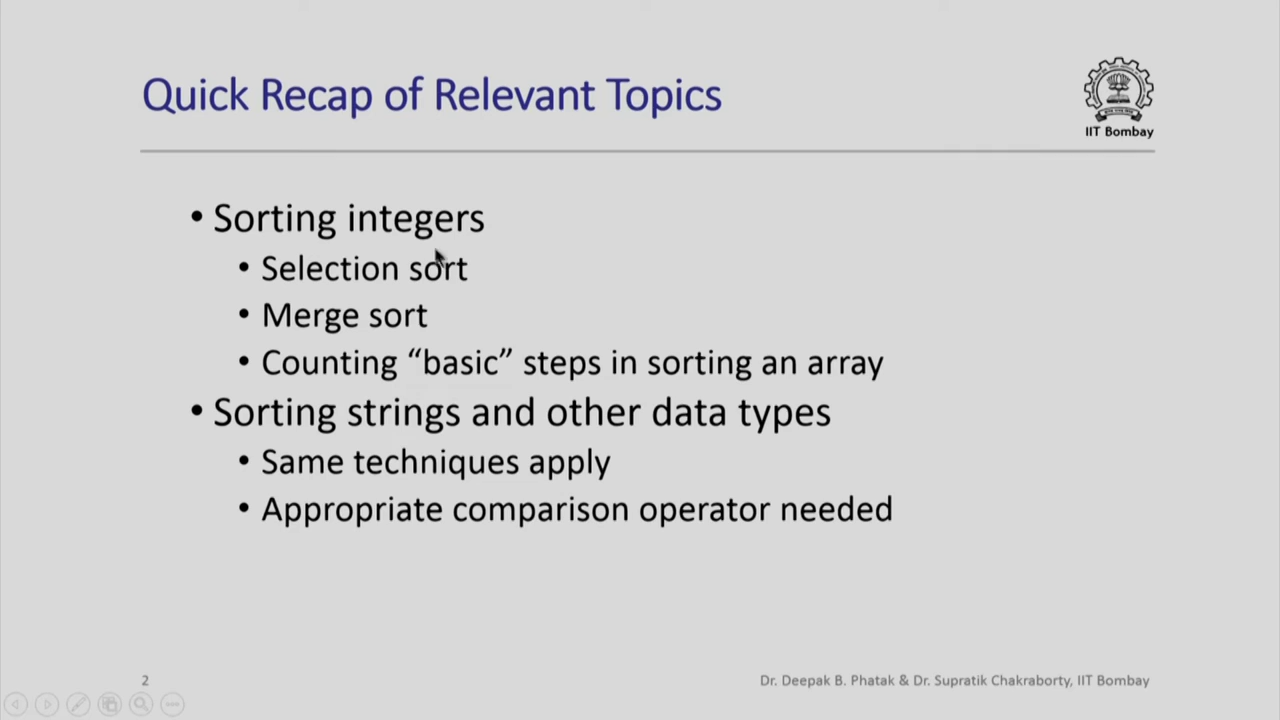 Quick Recap of Relevant Topics
IIT Bombay
• Sorting integers
• Selection sort
• Merge sort
• Counting “basic” steps in sorting an array
• Sorting strings and other data types
• Same techniques apply
• Appropriate comparison operator needed
2
Dr. Deepak B. Phatak & Dr. Supratik Chakraborty, IIT Bombay